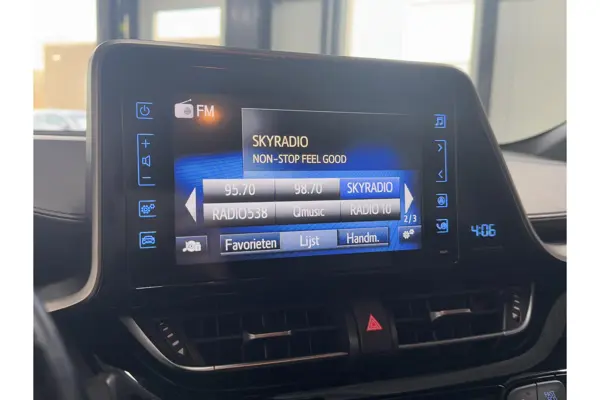 FM
SKYRADIO
NON-STOP FEEL GOOD
95.70 98.70 SKYRADIO
RADIO538 Qmusic RADIO 10
2/3
Favorieten Lijst Handm.
4:06